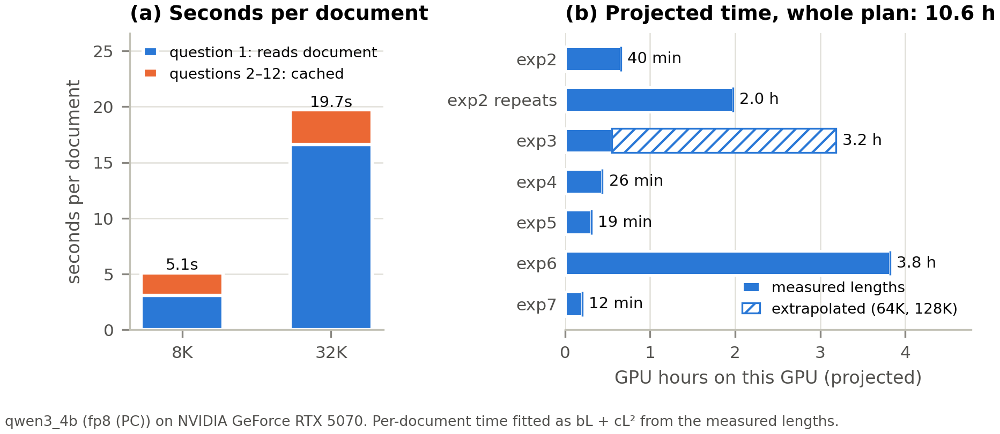 (a) Seconds per document
question 1: reads document
questions 2–12: cached
seconds per document
25
20
15
10
5
0
5.1s
19.7s
8K
32K
(b) Projected time, whole plan: 10.6 h
exp2
40 min
exp2 repeats
2.0 h
exp3
3.2 h
exp4
26 min
exp5
19 min
exp6
3.8 h
exp7
12 min
measured lengths
extrapolated (64K, 128K)
0
1
2
3
4
GPU hours on this GPU (projected)
qwen3_4b (fp8 (PC)) on NVIDIA GeForce RTX 5070. Per-document time fitted as bL + cL² from the measured lengths.